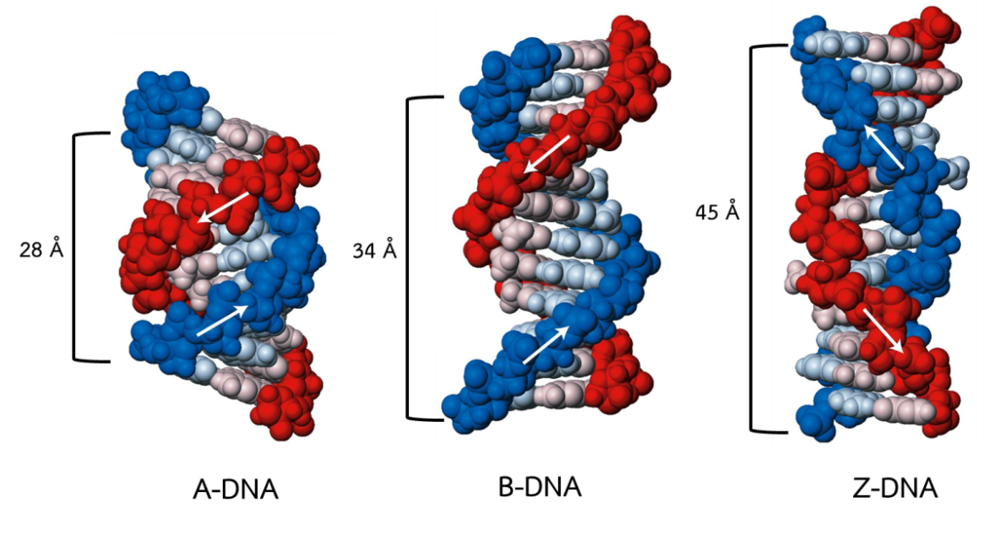 28 Å
34 Å
45 Å
A-DNA
B-DNA
Z-DNA